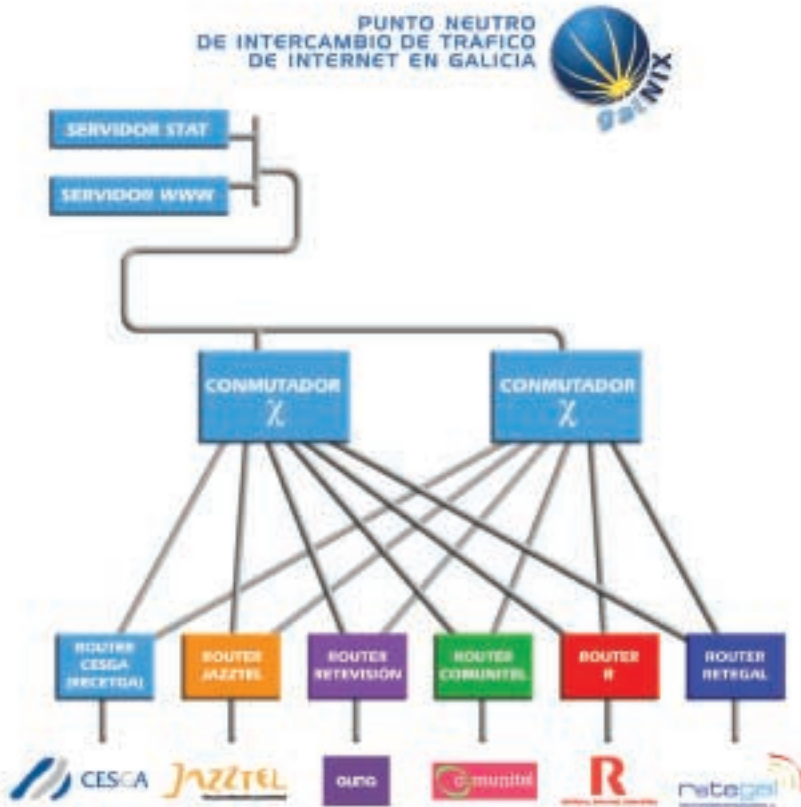 PUNTO NEUTRO
DE INTERCAMBIO DE TRÁFICO
DE INTERNET EN GALICIA
galNIX
SERVIDOR STAT
SERVIDOR WWW
CONMUTADOR
χ
CONMUTADOR
χ
ROUTER
CESGA
(RECETGA)
ROUTER
JAZZTEL
ROUTER
RETEVISIÓN
ROUTER
COMUNITEL
ROUTER
R
ROUTER
RETEGAL
CESGA
JAZZTEL
auna
comunitel
R
retegal